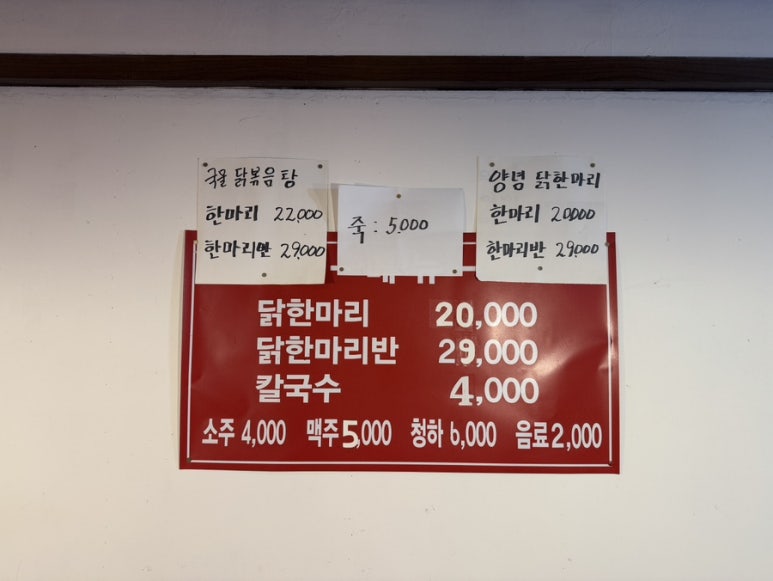 국물 닭볶음탕
한마리 22,000
한마리반 29,000
죽 : 5,000
양념 닭한마리
한마리 20000
한마리반 29,000
닭한마리 20,000
닭한마리반 29,000
칼국수 4,000
소주 4,000 맥주 5,000 청하 6,000 음료 2,000